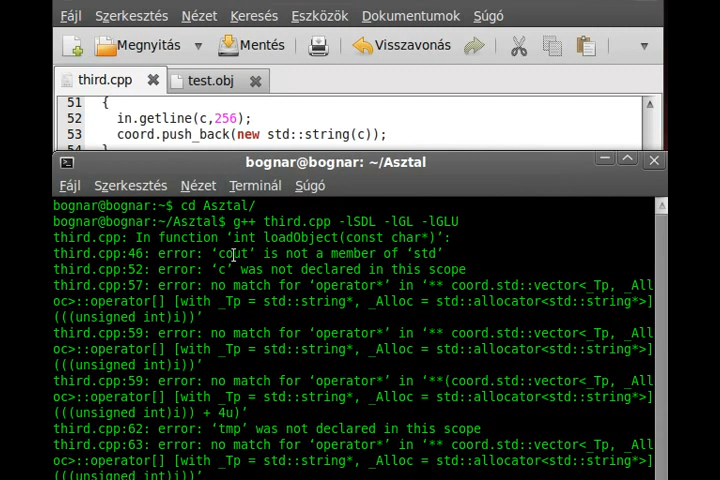 Fájl Szerkesztés Nézet Keresés Eszközök Dokumentumok Súgó
Megnyitás Mentés Visszavonás
third.cpp test.obj
51 {
52 in.getline(c,256);
53 coord.push_back(new std::string(c));
54 }
bognar@bognar: ~/Asztal
Fájl Szerkesztés Nézet Terminál Súgó
bognar@bognar:~$ cd Asztal/
bognar@bognar:~/Asztal$ g++ third.cpp -lSDL -lGL -lGLU
third.cpp: In function ‘int loadObject(const char*)’:
third.cpp:46: error: ‘cout’ is not a member of ‘std’
third.cpp:52: error: ‘c’ was not declared in this scope
third.cpp:57: error: no match for ‘operator*’ in ‘** coord.std::vector<_Tp, _All
oc>::operator[] [with _Tp = std::string*, _Alloc = std::allocator<std::string*>]
(((unsigned int)i))’
third.cpp:59: error: no match for ‘operator*’ in ‘** coord.std::vector<_Tp, _All
oc>::operator[] [with _Tp = std::string*, _Alloc = std::allocator<std::string*>]
(((unsigned int)i))’
third.cpp:59: error: no match for ‘operator*’ in ‘**(coord.std::vector<_Tp, _All
oc>::operator[] [with _Tp = std::string*, _Alloc = std::allocator<std::string*>]
(((unsigned int)i)) + 4u)’
third.cpp:62: error: ‘tmp’ was not declared in this scope
third.cpp:63: error: no match for ‘operator*’ in ‘** coord.std::vector<_Tp, _All
oc>::operator[] [with _Tp = std::string*, _Alloc = std::allocator<std::string*>]
(((unsigned int)i))’